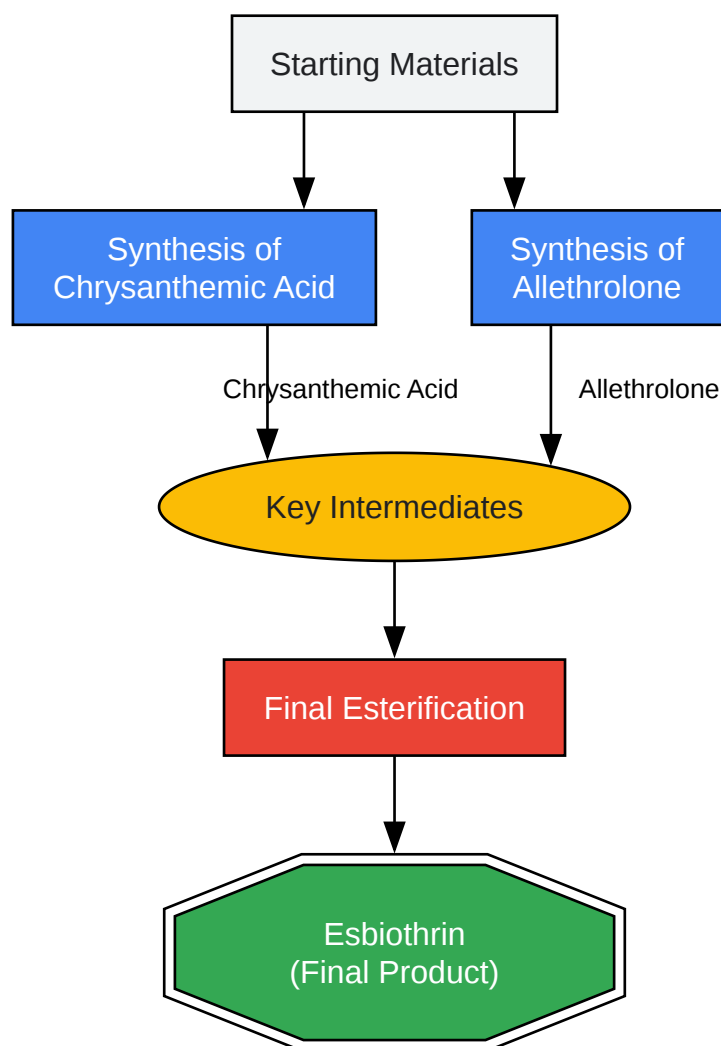 Starting Materials
Synthesis of
Chrysanthemic Acid
Synthesis of
Allethrolone
Chrysanthemic Acid
Allethrolone
Key Intermediates
Final Esterification
Esbiothrin
(Final Product)